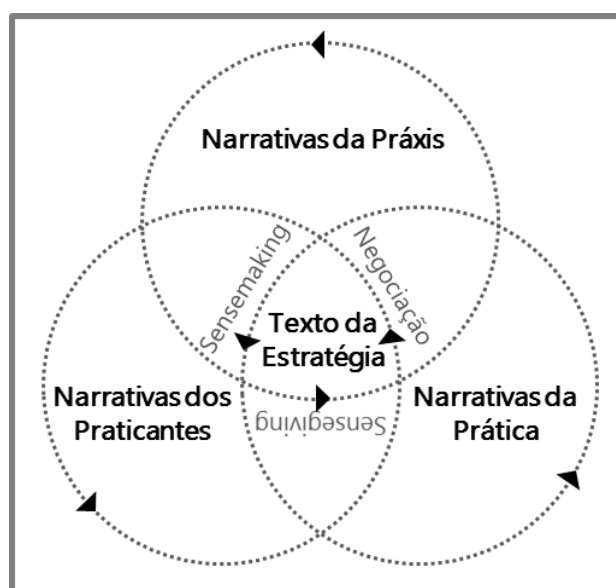 Narrativas da Práxis
Sensemaking
Negociação
Texto da
Estratégia
Narrativas dos
Praticantes
Narrativas da
Prática
Sensegiving